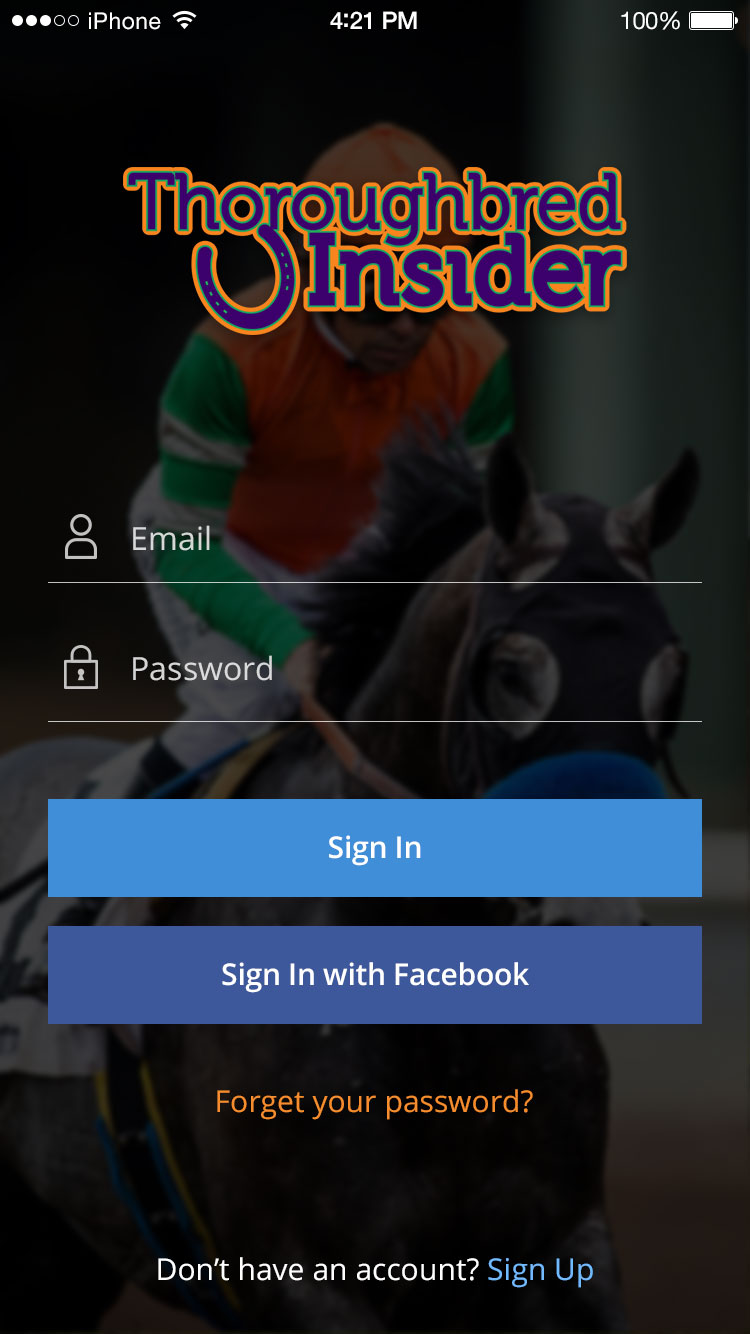 iPhone 4:21 PM 100%
Thoroughbred
Insider
Email
Password
Sign In
Sign In with Facebook
Forget your password?
Don't have an account? Sign Up